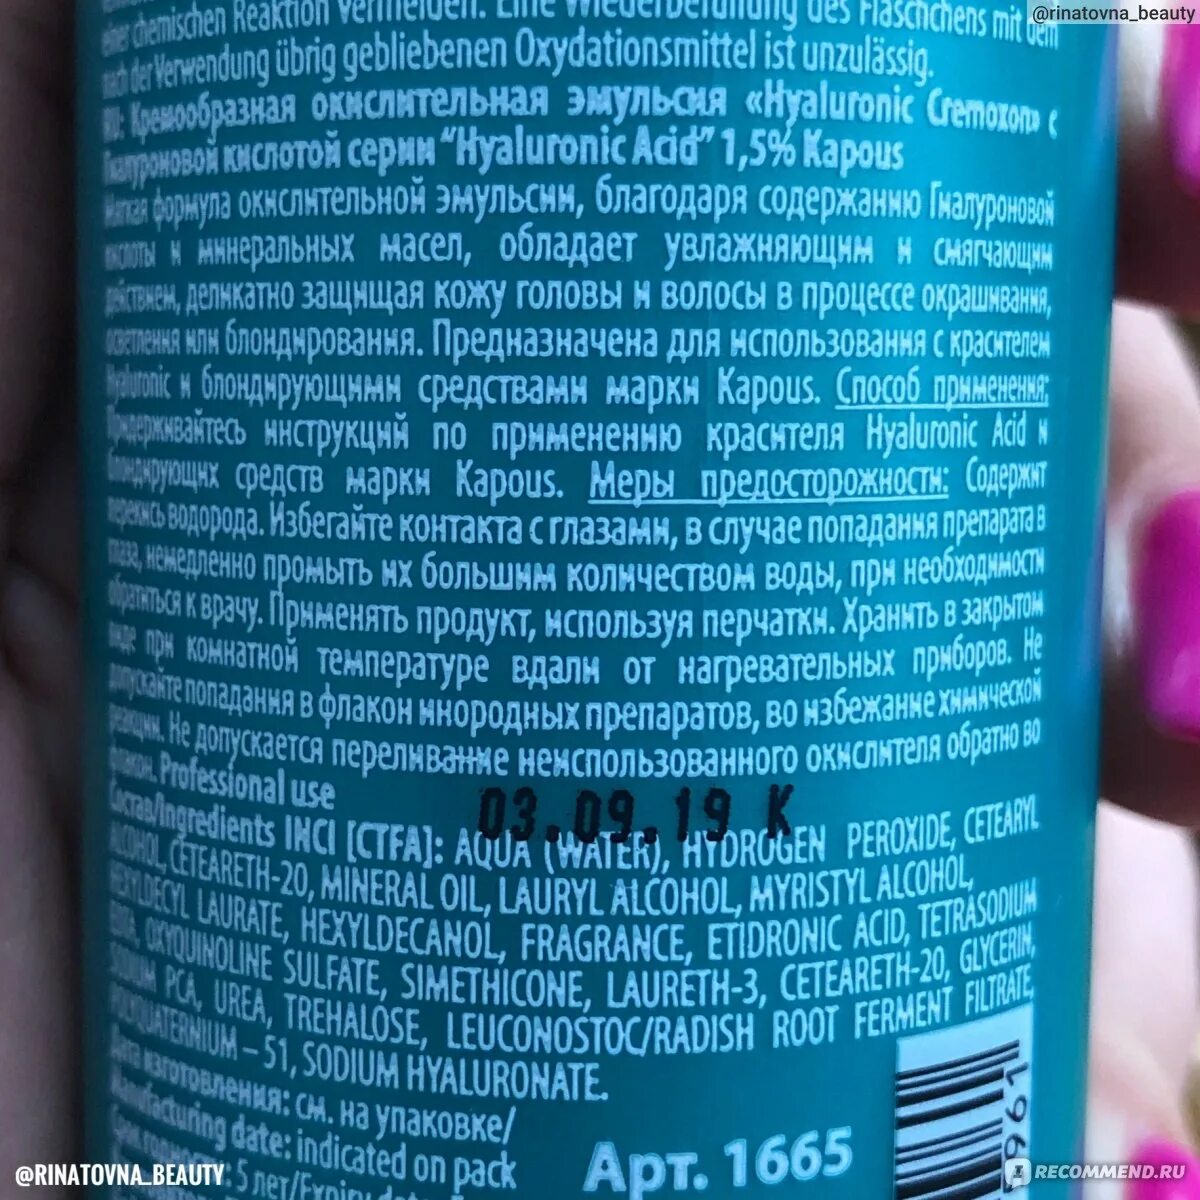 @rinatovna_beauty
einer chemischen Reaktion vermeiden. Eine Wiederbefüllung des Fläschchens mit dem
nach der Verwendung übrig gebliebenen Oxydationsmittel ist unzulässig.
RU: Кремообразная окислительная эмульсия «Hyaluronic Cremoxon» с
Гиалуроновой кислотой серии "Hyaluronic Acid" 1,5% Kapous
Мягкая формула окислительной эмульсии, благодаря содержанию Гиалуроновой
кислоты и минеральных масел, обладает увлажняющим и смягчающим
действием, деликатно защищая кожу головы и волосы в процессе окрашивания,
осветления или блондирования. Предназначена для использования с красителем
Hyaluronic и блондирующими средствами марки Kapous. Способ применения:
Придерживайтесь инструкций по применению красителя Hyaluronic Acid и
блондирующих средств марки Kapous. Меры предосторожности: Содержит
перекись водорода. Избегайте контакта с глазами, в случае попадания препарата в
глаза, немедленно промыть их большим количеством воды, при необходимости
обратиться к врачу. Применять продукт, используя перчатки. Хранить в закрытом
виде при комнатной температуре вдали от нагревательных приборов. Не
допускайте попадания в флакон инородных препаратов, во избежание химической
реакции. Не допускается переливание неиспользованного окислителя обратно во
флакон. Professional use
03.09.19 K
Состав/Ingredients INCI [CTFA]: AQUA (WATER), HYDROGEN PEROXIDE, CETEARYL
ALCOHOL, CETEARETH-20, MINERAL OIL, LAURYL ALCOHOL, MYRISTYL ALCOHOL,
HEXYLDECYL LAURATE, HEXYLDECANOL, FRAGRANCE, ETIDRONIC ACID, TETRASODIUM
EDTA, OXYQUINOLINE SULFATE, SIMETHICONE, LAURETH-3, CETEARETH-20, GLYCERIN,
SODIUM PCA, UREA, TREHALOSE, LEUCONOSTOC/RADISH ROOT FERMENT FILTRATE,
POLYQUATERNIUM – 51, SODIUM HYALURONATE.
Дата изготовления: см. на упаковке/
Manufacturing date: indicated on pack
Срок годности: 5 лет/Expiry date:
Арт. 1665
@RINATOVNA_BEAUTY
RECOMMEND.RU